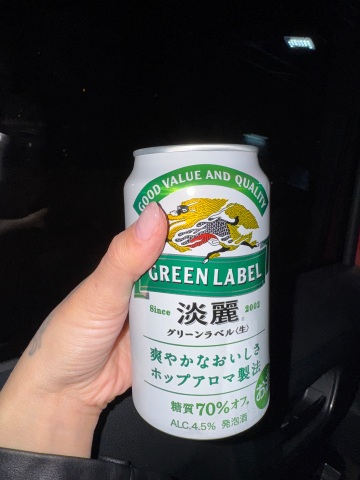 GOOD VALUE AND QUALITY
GREEN LABEL
Since 淡麗 2002
グリーンラベル〈生〉
爽やかなおいしさ
ホップアロマ製法
糖質70%オフ
ALC.4.5% 発泡酒
お